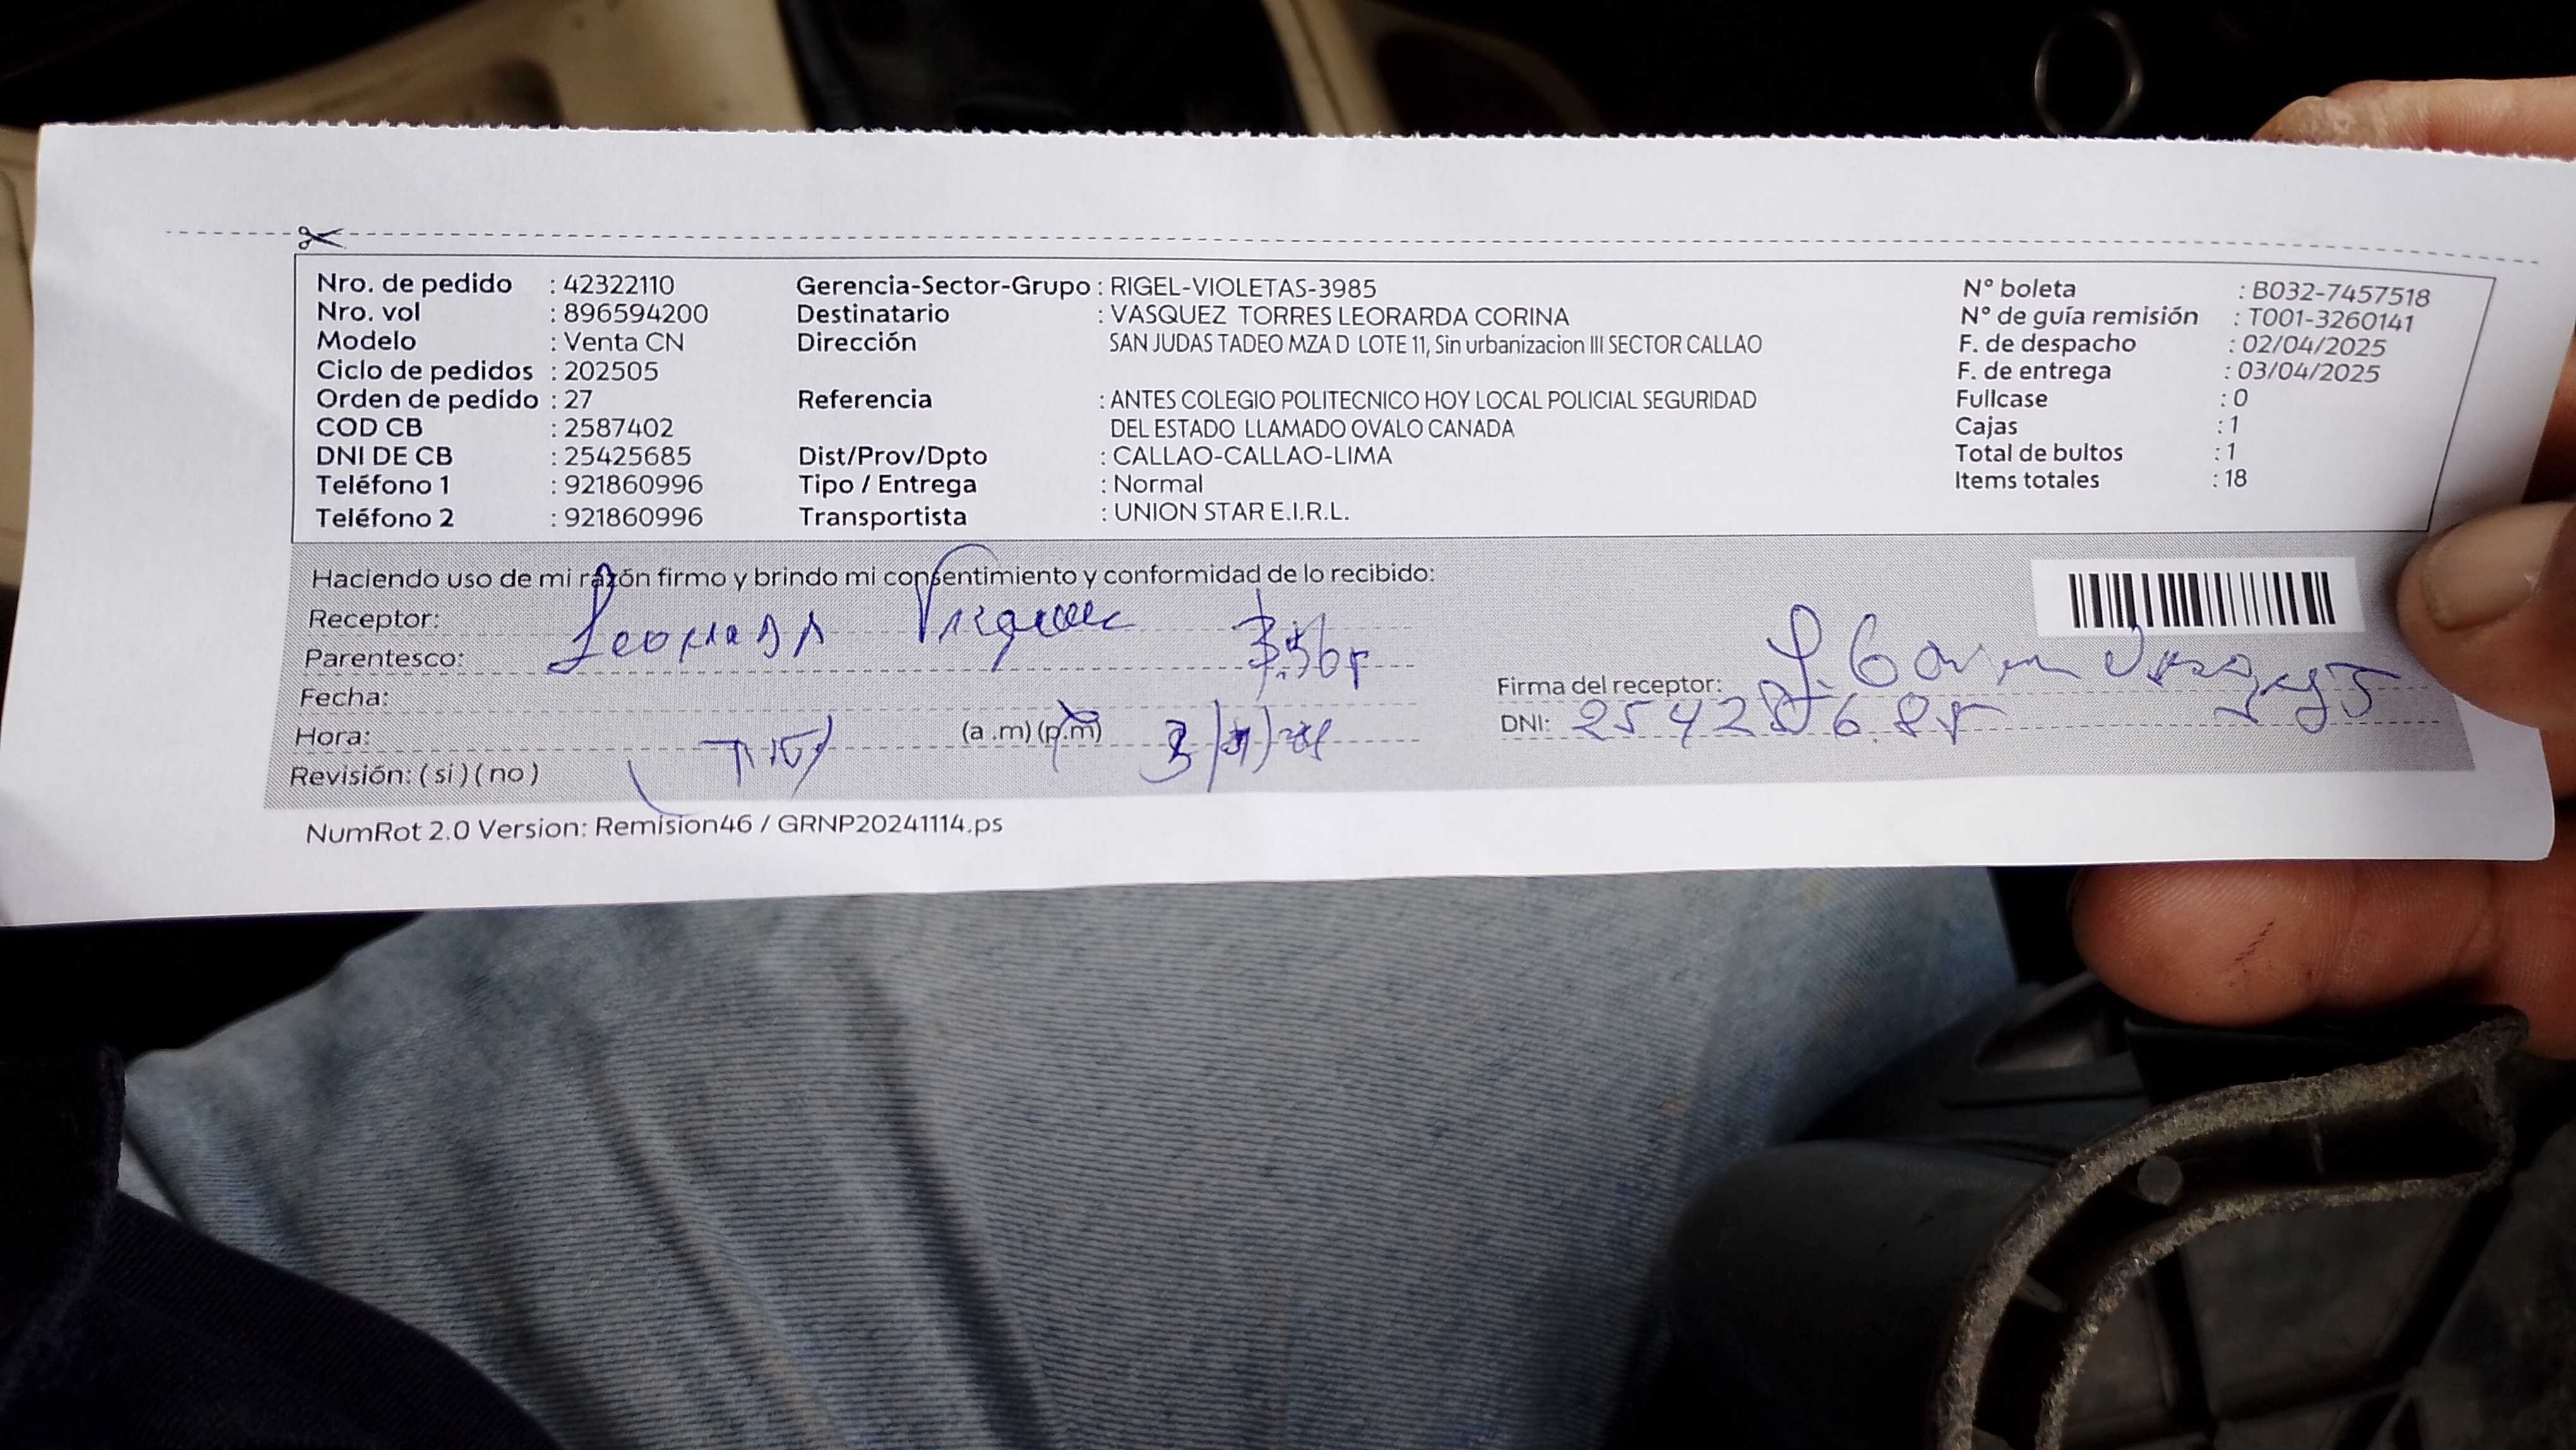 Nro. de pedido : 42322110
Nro. vol : 896594200
Modelo : Venta CN
Ciclo de pedidos : 202505
Orden de pedido : 27
COD CB : 2587402
DNI DE CB : 25425685
Teléfono 1 : 921860996
Teléfono 2 : 921860996
Gerencia-Sector-Grupo : RIGEL-VIOLETAS-3985
Destinatario : VASQUEZ TORRES LEORARDA CORINA
Dirección SAN JUDAS TADEO MZA D LOTE 11, Sin urbanizacion III SECTOR CALLAO
Referencia : ANTES COLEGIO POLITECNICO HOY LOCAL POLICIAL SEGURIDAD
DEL ESTADO LLAMADO OVALO CANADA
Dist/Prov/Dpto : CALLAO-CALLAO-LIMA
Tipo / Entrega : Normal
Transportista : UNION STAR E.I.R.L.
N° boleta : B032-7457518
N° de guía remisión : T001-3260141
F. de despacho : 02/04/2025
F. de entrega : 03/04/2025
Fullcase : 0
Cajas : 1
Total de bultos : 1
Items totales : 18
Haciendo uso de mi razón firmo y brindo mi consentimiento y conformidad de lo recibido:
Receptor:
Parentesco:
Fecha:
Hora: (a .m) (p.m)
Revisión: ( si ) ( no )
Firma del receptor:
DNI:
NumRot 2.0 Version: Remision46 / GRNP20241114.ps